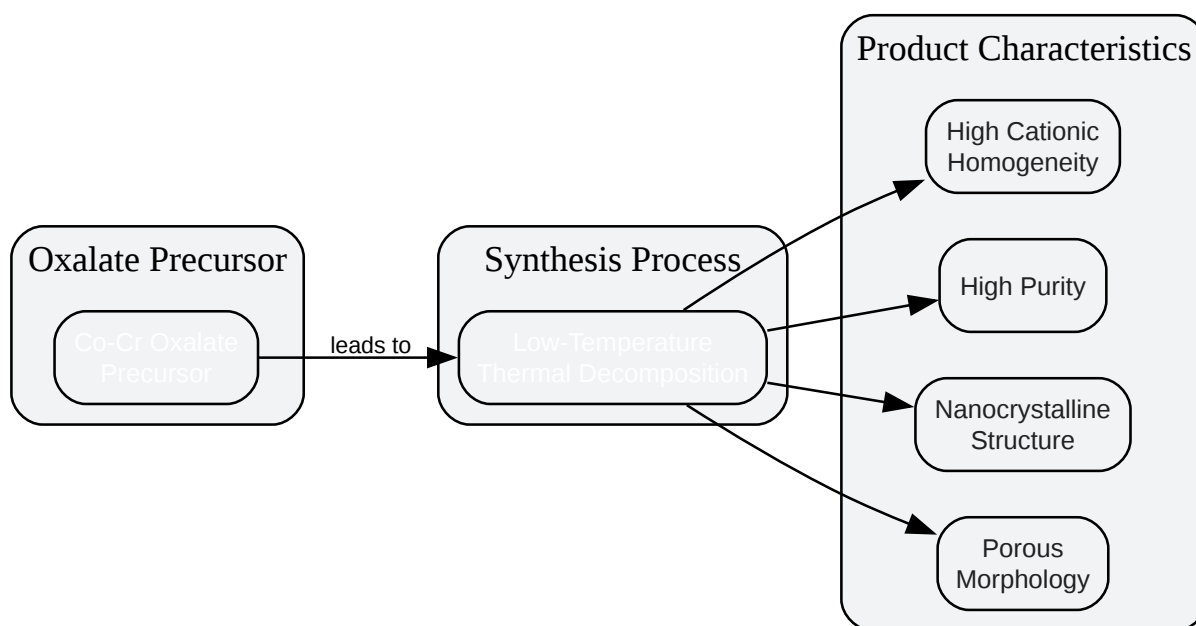 Product Characteristics
High Cationic
Homogeneity
Oxalate Precursor
Synthesis Process
High Purity
Co-Cr Oxalate
Precursor
leads to
Low-Temperature
Thermal Decomposition
Nanocrystalline
Structure
Porous
Morphology